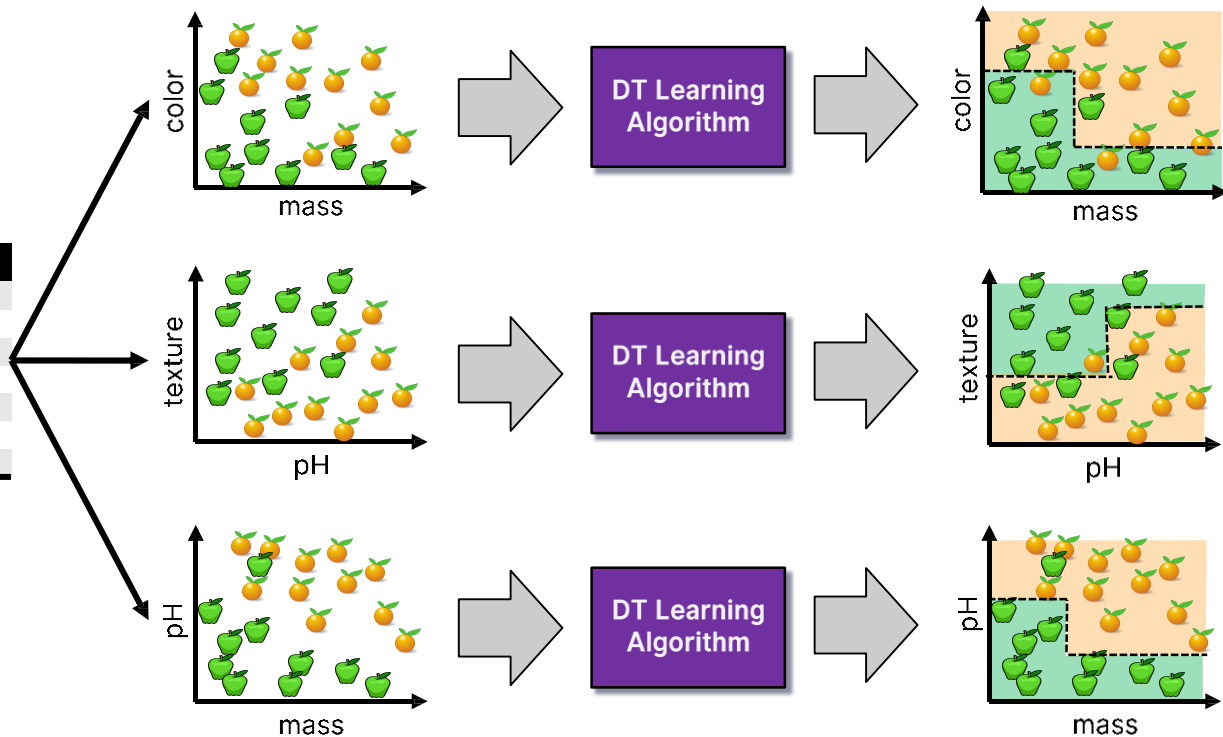 color
mass
DT Learning
Algorithm
color
mass
texture
pH
DT Learning
Algorithm
texture
pH
pH
mass
DT Learning
Algorithm
pH
mass